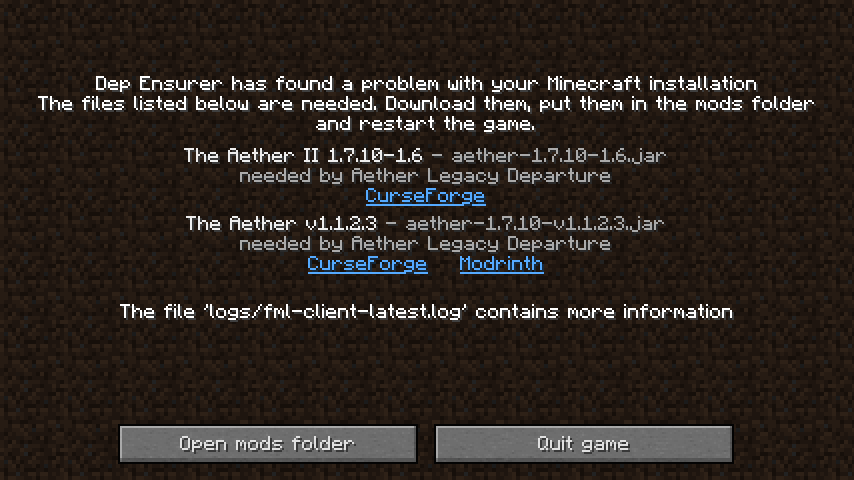 Dep Ensurer has found a problem with your Minecraft installation
The files listed below are needed. Download them, put them in the mods folder
and restart the game.
The Aether II 1.7.10-1.6 - aether-1.7.10-1.6.jar
needed by Aether Legacy Departure
CurseForge
The Aether v1.1.2.3 - aether-1.7.10-v1.1.2.3.jar
needed by Aether Legacy Departure
CurseForge Modrinth
The file 'logs/fml-client-latest.log' contains more information
Open mods folder Quit game